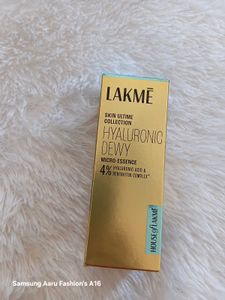 LAKMĒ
SKIN ULTIME
COLLECTION
HYALURONIC
DEWY
MICRO-ESSENCE
4% HYALURONIC ACID &
PENTAVITIN COMPLEX*
HOUSE of LAKMĒ
Samsung Aaru Fashion's A16